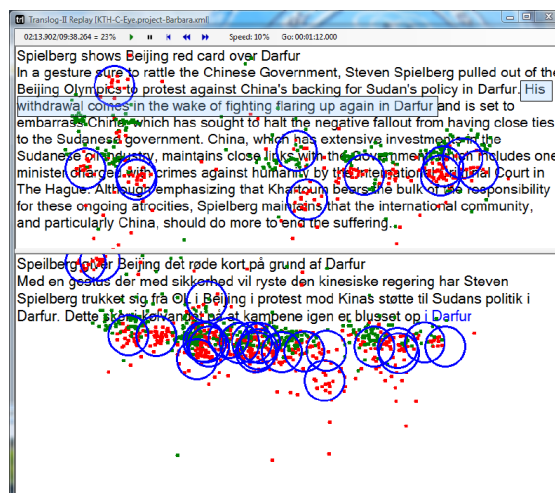 Translog-II Replay [KTH-C-Eye.project-Barbara.xml]
02:13.902/09:38.264 = 23% Speed: 10% Go: 00:01:12.000
Spielberg shows Beijing red card over Darfur
In a gesture sure to rattle the Chinese Government, Steven Spielberg pulled out of the
Beijing Olympics to protest against China's backing for Sudan's policy in Darfur. His
withdrawal comes in the wake of fighting flaring up again in Darfur and is set to
embarrass China, which has sought to halt the negative fallout from having close ties
to the Sudanese government. China, which has extensive investments in the
Sudanese oil industry, maintains close links with the Government, which includes one
minister charged with crimes against humanity by the International Criminal Court in
The Hague. Although emphasizing that Khartoum bears the bulk of the responsibility
for these ongoing atrocities, Spielberg maintains that the international community,
and particularly China, should do more to end the suffering.
Speilberg giver Beijing det røde kort på grund af Darfur
Med en gestus der med sikkerhed vil ryste den kinesiske regering har Steven
Spielberg trukket sig fra OL i Beijing i protest mod Kinas støtte til Sudans politik i
Darfur. Dette at kampene igen er blusset op i Darfur